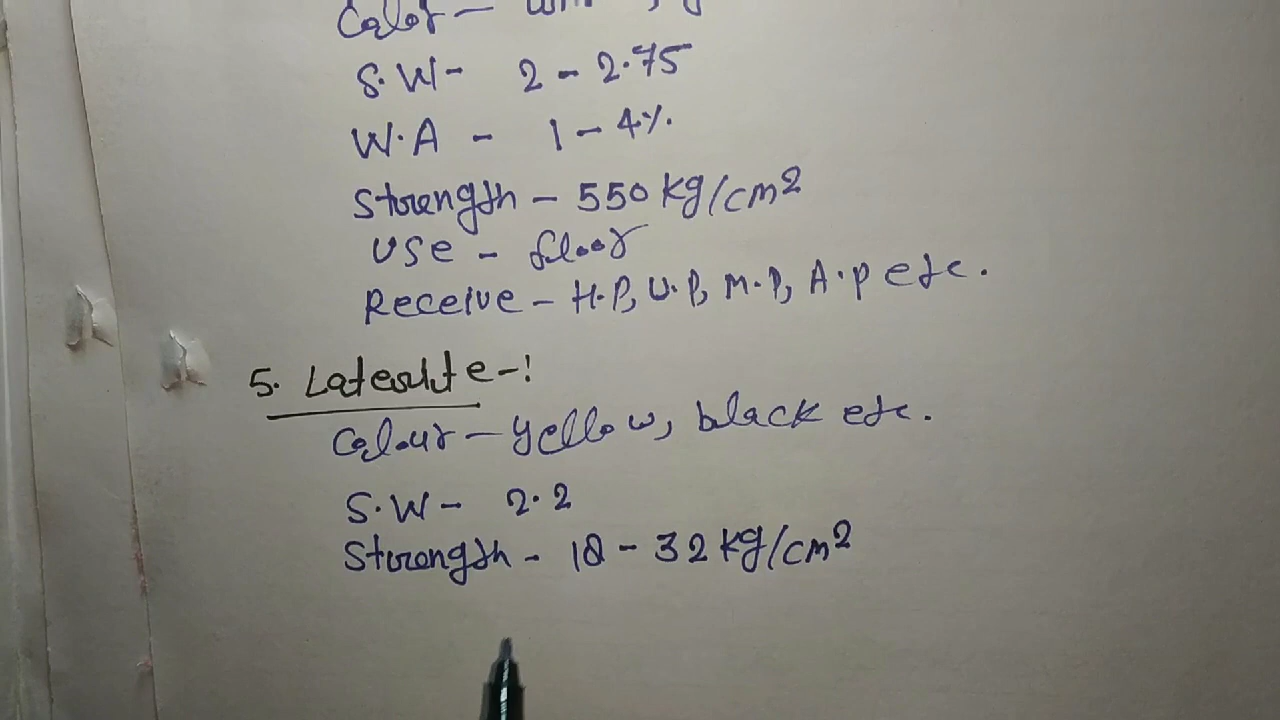 Color -
S.W - 2 - 2.75
W.A - 1 - 4%.
Strength - 550 kg/cm2
Use - floor
Receive - H.P, U.P, M.P, A.P etc.
5. Laterite -:
Colour - yellow, black etc.
S.W - 2.2
Strength - 18 - 32 kg/cm2